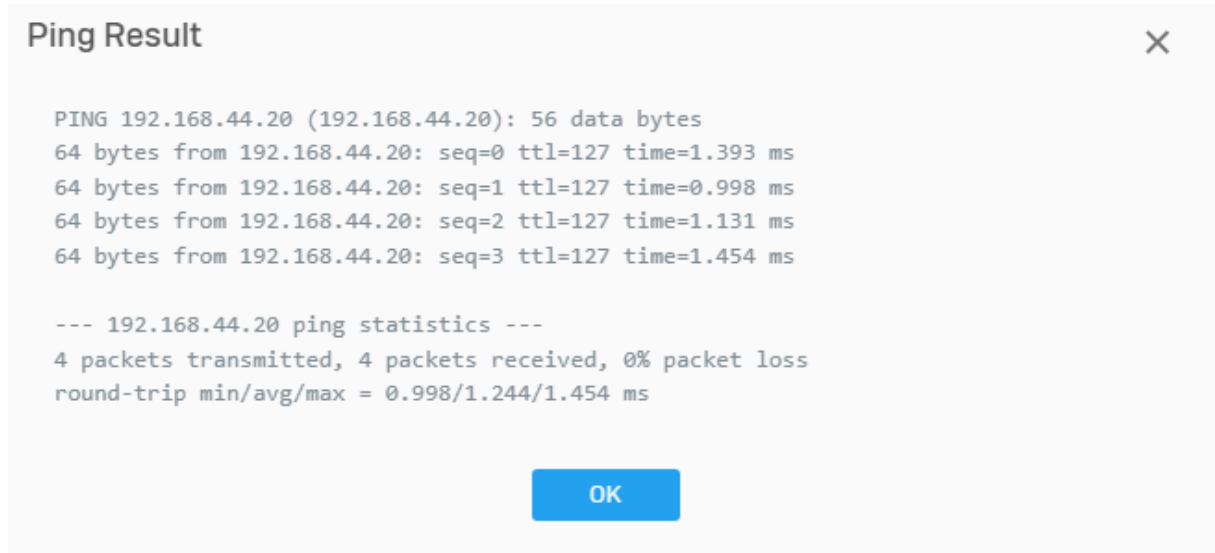 Ping Result
PING 192.168.44.20 (192.168.44.20): 56 data bytes
64 bytes from 192.168.44.20: seq=0 ttl=127 time=1.393 ms
64 bytes from 192.168.44.20: seq=1 ttl=127 time=0.998 ms
64 bytes from 192.168.44.20: seq=2 ttl=127 time=1.131 ms
64 bytes from 192.168.44.20: seq=3 ttl=127 time=1.454 ms
--- 192.168.44.20 ping statistics ---
4 packets transmitted, 4 packets received, 0% packet loss
round-trip min/avg/max = 0.998/1.244/1.454 ms
OK